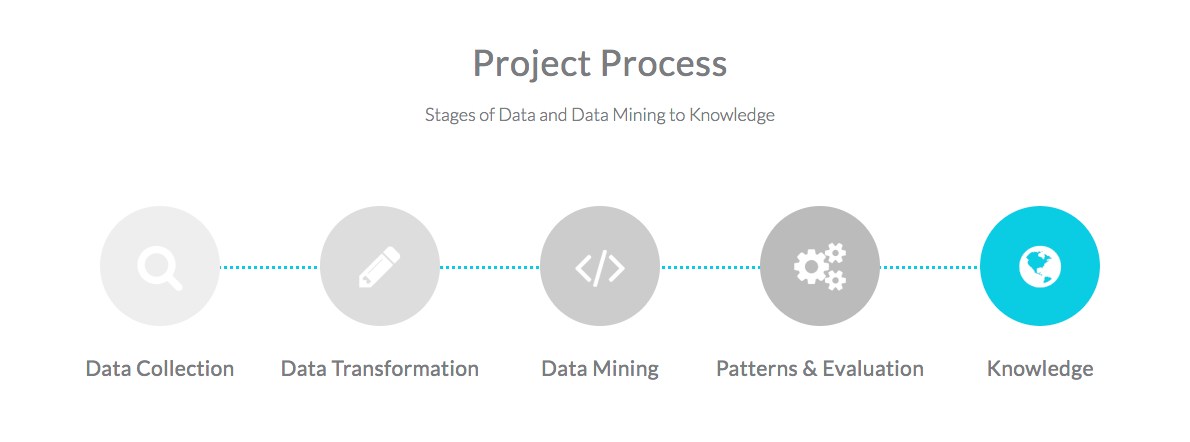 Project Process
Stages of Data and Data Mining to Knowledge
Data Collection
Data Transformation
Data Mining
Patterns & Evaluation
Knowledge